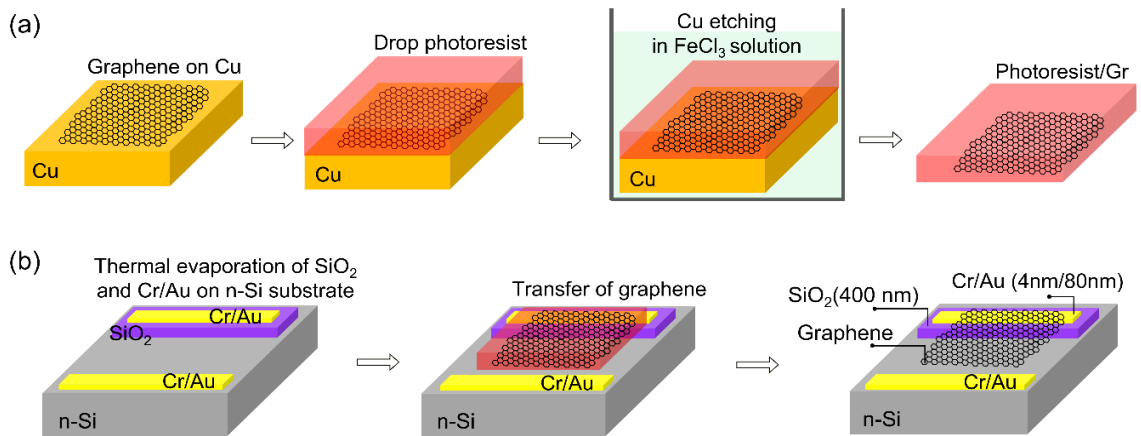 (a)
Graphene on Cu
Cu
Drop photoresist
Cu
Cu etching
in FeCl₃ solution
Cu
Photoresist/Gr
(b)
Thermal evaporation of SiO₂
and Cr/Au on n-Si substrate
Cr/Au
SiO₂
Cr/Au
n-Si
Transfer of graphene
Cr/Au
n-Si
Cr/Au (4nm/80nm)
SiO₂(400 nm)
Graphene
Cr/Au
n-Si